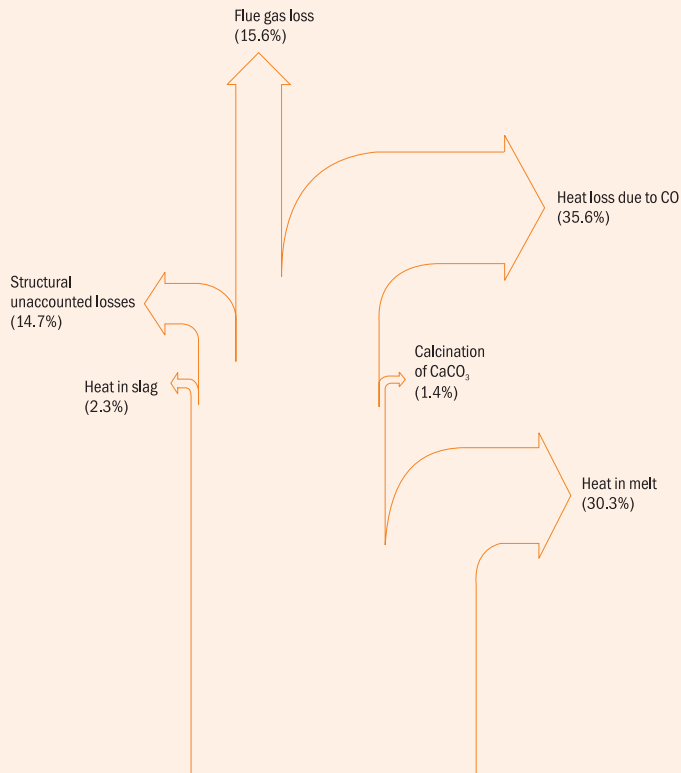 Flue gas loss
(15.6%)
Heat loss due to CO
(35.6%)
Structural
unaccounted losses
(14.7%)
Calcination
of CaCO₃
(1.4%)
Heat in slag
(2.3%)
Heat in melt
(30.3%)